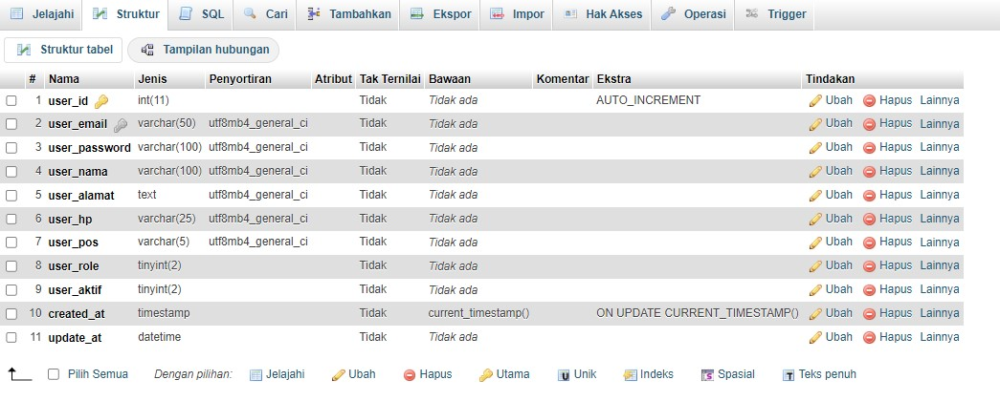 Jelajahi Struktur SQL Cari Tambahkan Ekspor Impor Hak Akses Operasi Trigger
Struktur tabel Tampilan hubungan
# Nama Jenis Penyortiran Atribut Tak Ternilai Bawaan Komentar Ekstra Tindakan
1 user_id int(11) Tidak Tidak ada AUTO_INCREMENT Ubah Hapus Lainnya
2 user_email varchar(50) utf8mb4_general_ci Tidak Tidak ada Ubah Hapus Lainnya
3 user_password varchar(100) utf8mb4_general_ci Tidak Tidak ada Ubah Hapus Lainnya
4 user_nama varchar(100) utf8mb4_general_ci Tidak Tidak ada Ubah Hapus Lainnya
5 user_alamat text utf8mb4_general_ci Tidak Tidak ada Ubah Hapus Lainnya
6 user_hp varchar(25) utf8mb4_general_ci Tidak Tidak ada Ubah Hapus Lainnya
7 user_pos varchar(5) utf8mb4_general_ci Tidak Tidak ada Ubah Hapus Lainnya
8 user_role tinyint(2) Tidak Tidak ada Ubah Hapus Lainnya
9 user_aktif tinyint(2) Tidak Tidak ada Ubah Hapus Lainnya
10 created_at timestamp Tidak current_timestamp() ON UPDATE CURRENT_TIMESTAMP() Ubah Hapus Lainnya
11 update_at datetime Tidak Tidak ada Ubah Hapus Lainnya
Pilih Semua Dengan pilihan: Jelajahi Ubah Hapus Utama U Unik Indeks S Spasial T Teks penuh